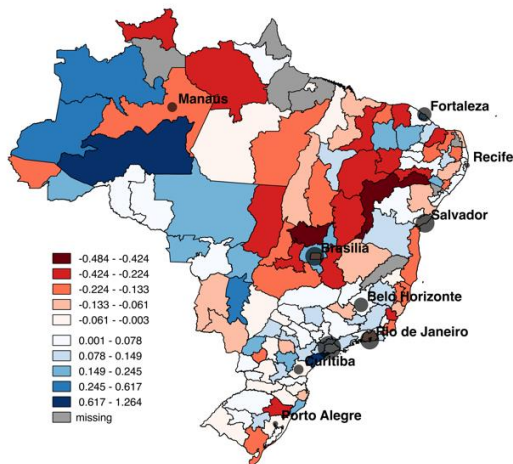 Manaus
Fortaleza
Recife
Salvador
Brasília
Belo Horizonte
Rio de Janeiro
Curitiba
Porto Alegre
-0.484 - -0.424
-0.424 - -0.224
-0.224 - -0.133
-0.133 - -0.061
-0.061 - -0.003
0.001 - 0.078
0.078 - 0.149
0.149 - 0.245
0.245 - 0.617
0.617 - 1.264
missing